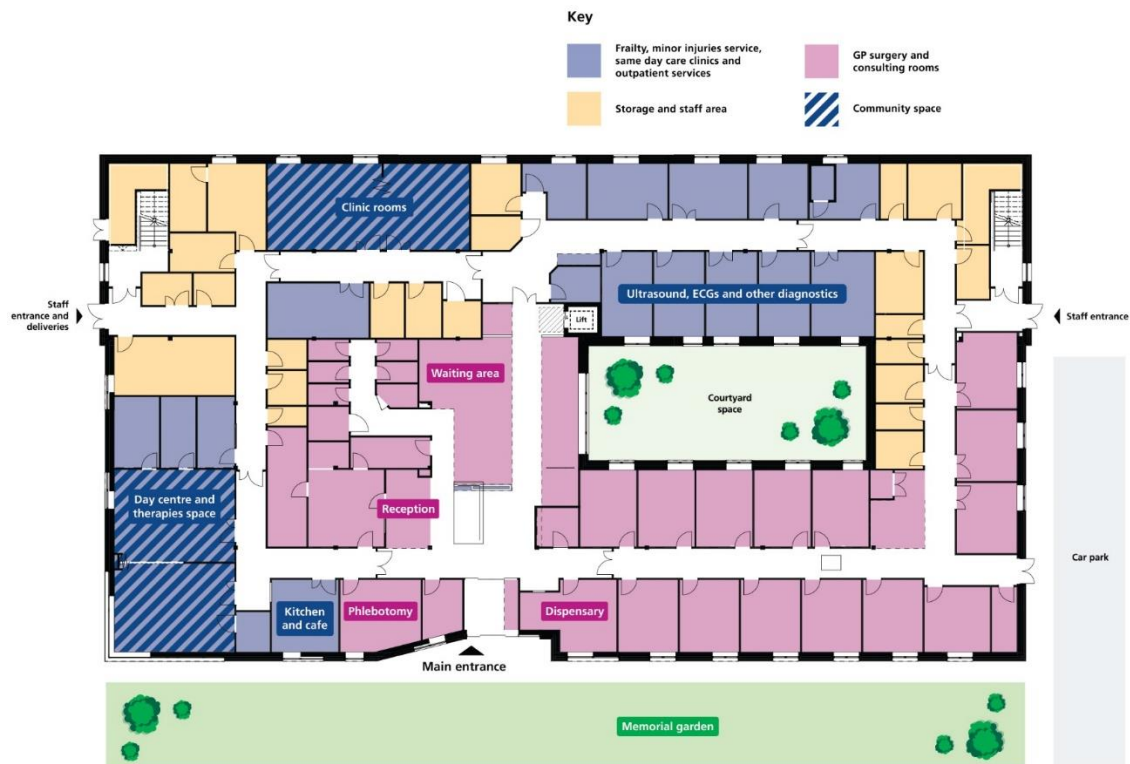 Key
Frailty, minor injuries service,
same day care clinics and
outpatient services
GP surgery and
consulting rooms
Storage and staff area
Community space
Clinic rooms
Ultrasound, ECGs and other diagnostics
Staff
entrance and
deliveries
Lift
Staff entrance
Waiting area
Courtyard
space
Day centre and
therapies space
Reception
Car park
Kitchen
and cafe
Phlebotomy
Dispensary
Main entrance
Memorial garden